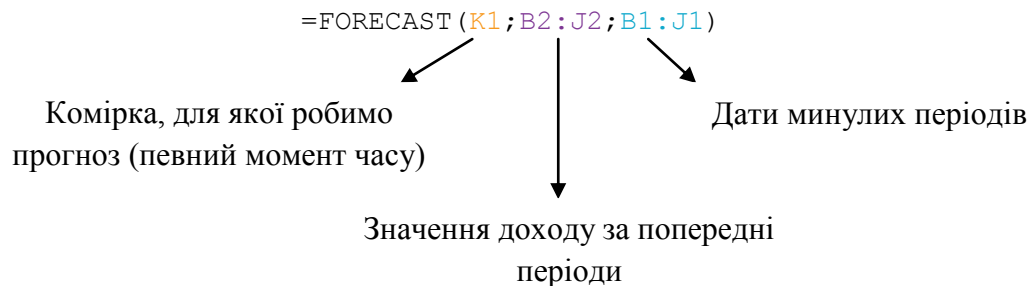 =FORECAST(K1;B2:J2;B1:J1)
Комірка, для якої робимо
прогноз (певний момент часу)
Дати минулих періодів
Значення доходу за попередні
періоди